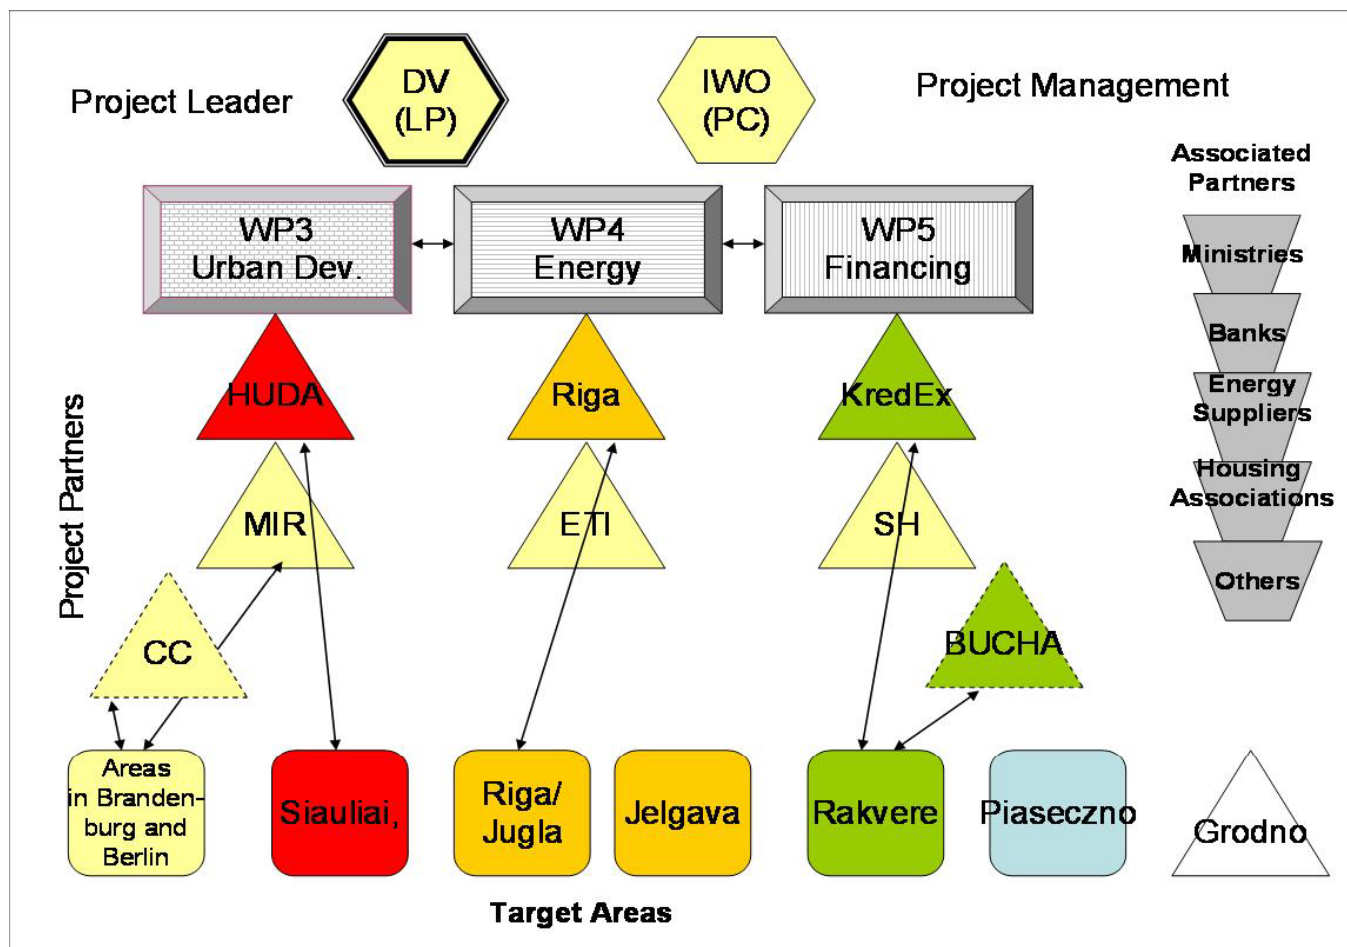 Project Leader
DV
(LP)
IWO
(PC)
Project Management
Associated
Partners
WP3
Urban Dev.
WP4
Energy
WP5
Financing
Ministries
Banks
Energy
Suppliers
Housing
Associations
Others
Project Partners
HUDA
Riga
KredEx
MIR
ETI
SH
CC
BUCHA
Areas
in Branden-
burg and
Berlin
Siauliai,
Riga/
Jugla
Jelgava
Rakvere
Piaseczno
Grodno
Target Areas